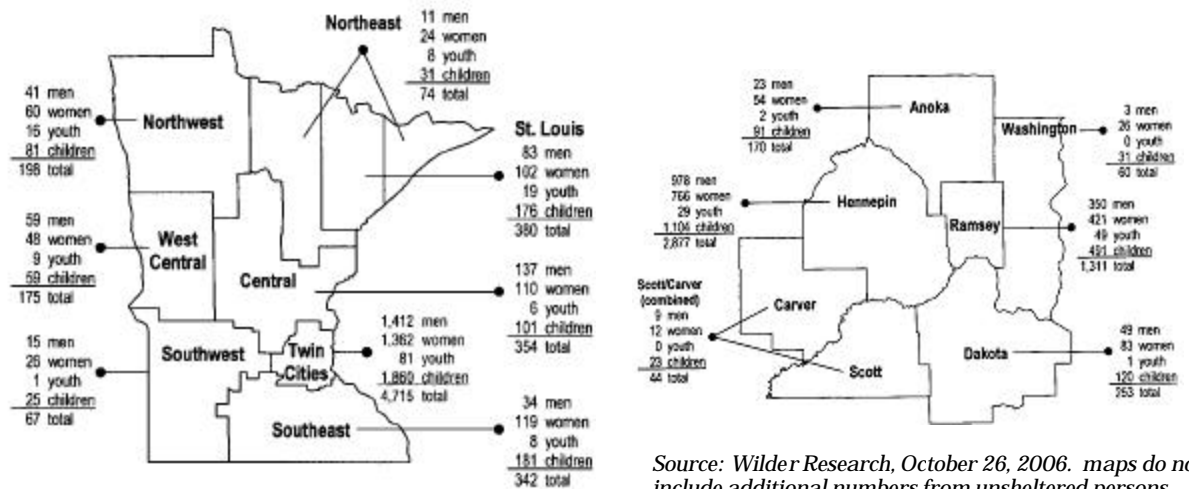 Northeast
11 men
24 women
8 youth
31 children
74 total
41 men
60 women
16 youth
81 children
198 total
Northwest
St. Louis
83 men
102 women
19 youth
176 children
380 total
59 men
48 women
9 youth
59 children
175 total
West
Central
Central
137 men
110 women
6 youth
101 children
354 total
15 men
26 women
1 youth
25 children
67 total
Southwest
Twin
Cities
1,412 men
1,362 women
81 youth
1,860 children
4,715 total
Southeast
34 men
119 women
8 youth
181 children
342 total
23 men
54 women
2 youth
91 children
170 total
Anoka
Washington
3 men
26 women
0 youth
31 children
60 total
978 men
766 women
29 youth
1,104 children
2,877 total
Hennepin
Ramsey
350 men
421 women
49 youth
491 children
1,311 total
Scott/Carver
(combined)
9 men
12 women
0 youth
23 children
44 total
Carver
Scott
Dakota
49 men
83 women
1 youth
120 children
253 total
Source: Wilder Research, October 26, 2006. maps do no
include additional numbers from unsheltered persons